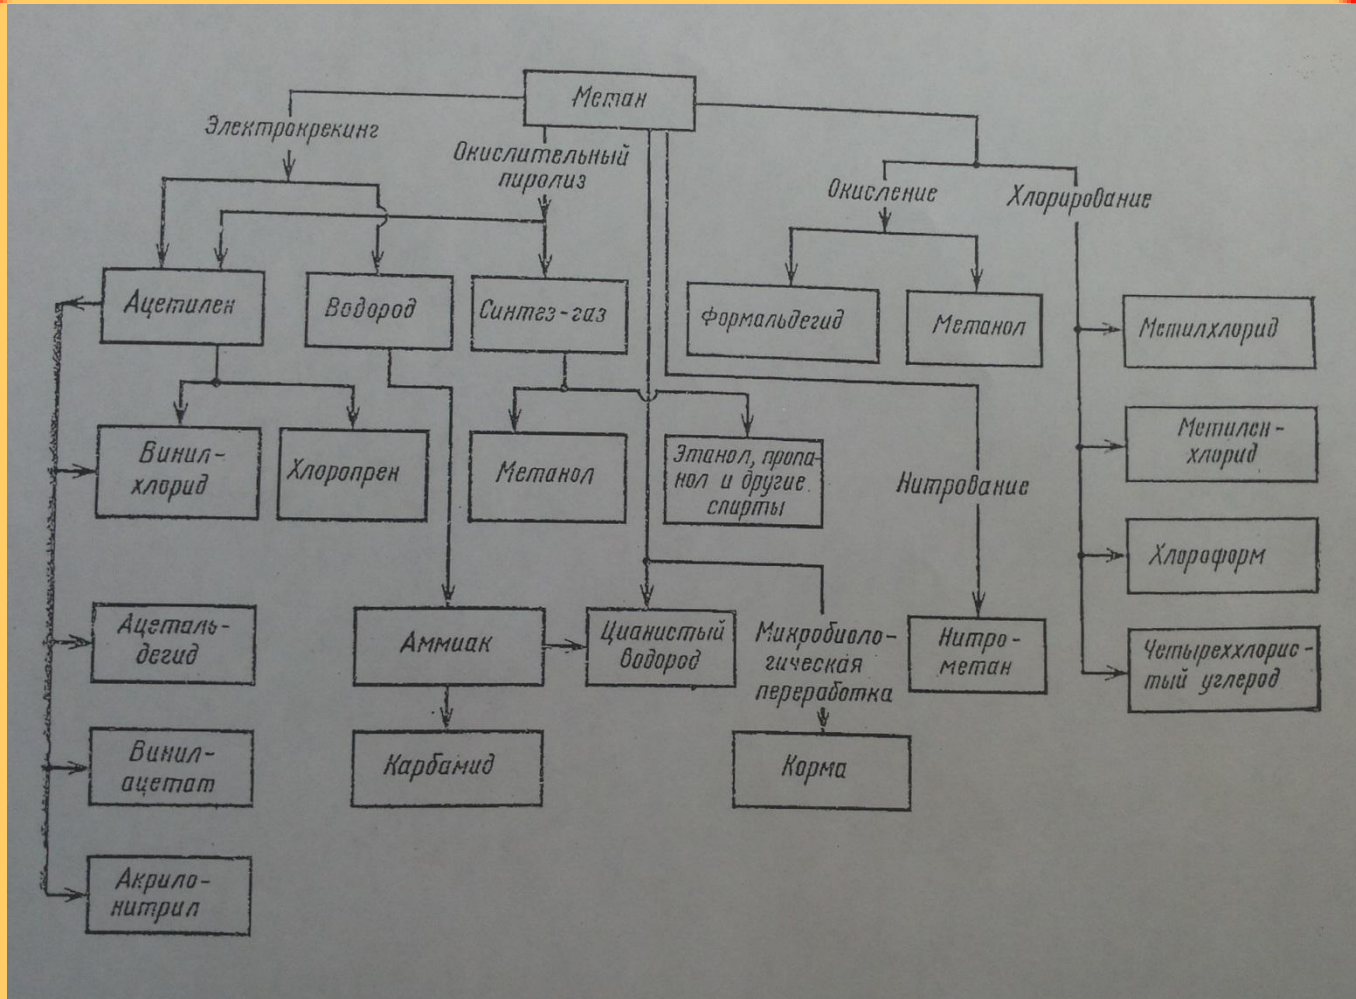 Метан
Электрокрекинг
Окислительный
пиролиз
Окисление
Хлорирование
Ацетилен
Водород
Синтез-газ
Формальдегид
Метанол
Метилхлорид
Винил-
хлорид
Хлоропрен
Метанол
Этанол, пропа-
нол и другие
спирты
Нитрование
Метилен-
хлорид
Хлороформ
Ацеталь-
дегид
Аммиак
Цианистый
водород
Микробиоло-
гическая
переработка
Нитро-
метан
Четыреххлорис-
тый углерод
Винил-
ацетат
Карбамид
Корма
Акрило-
нитрил